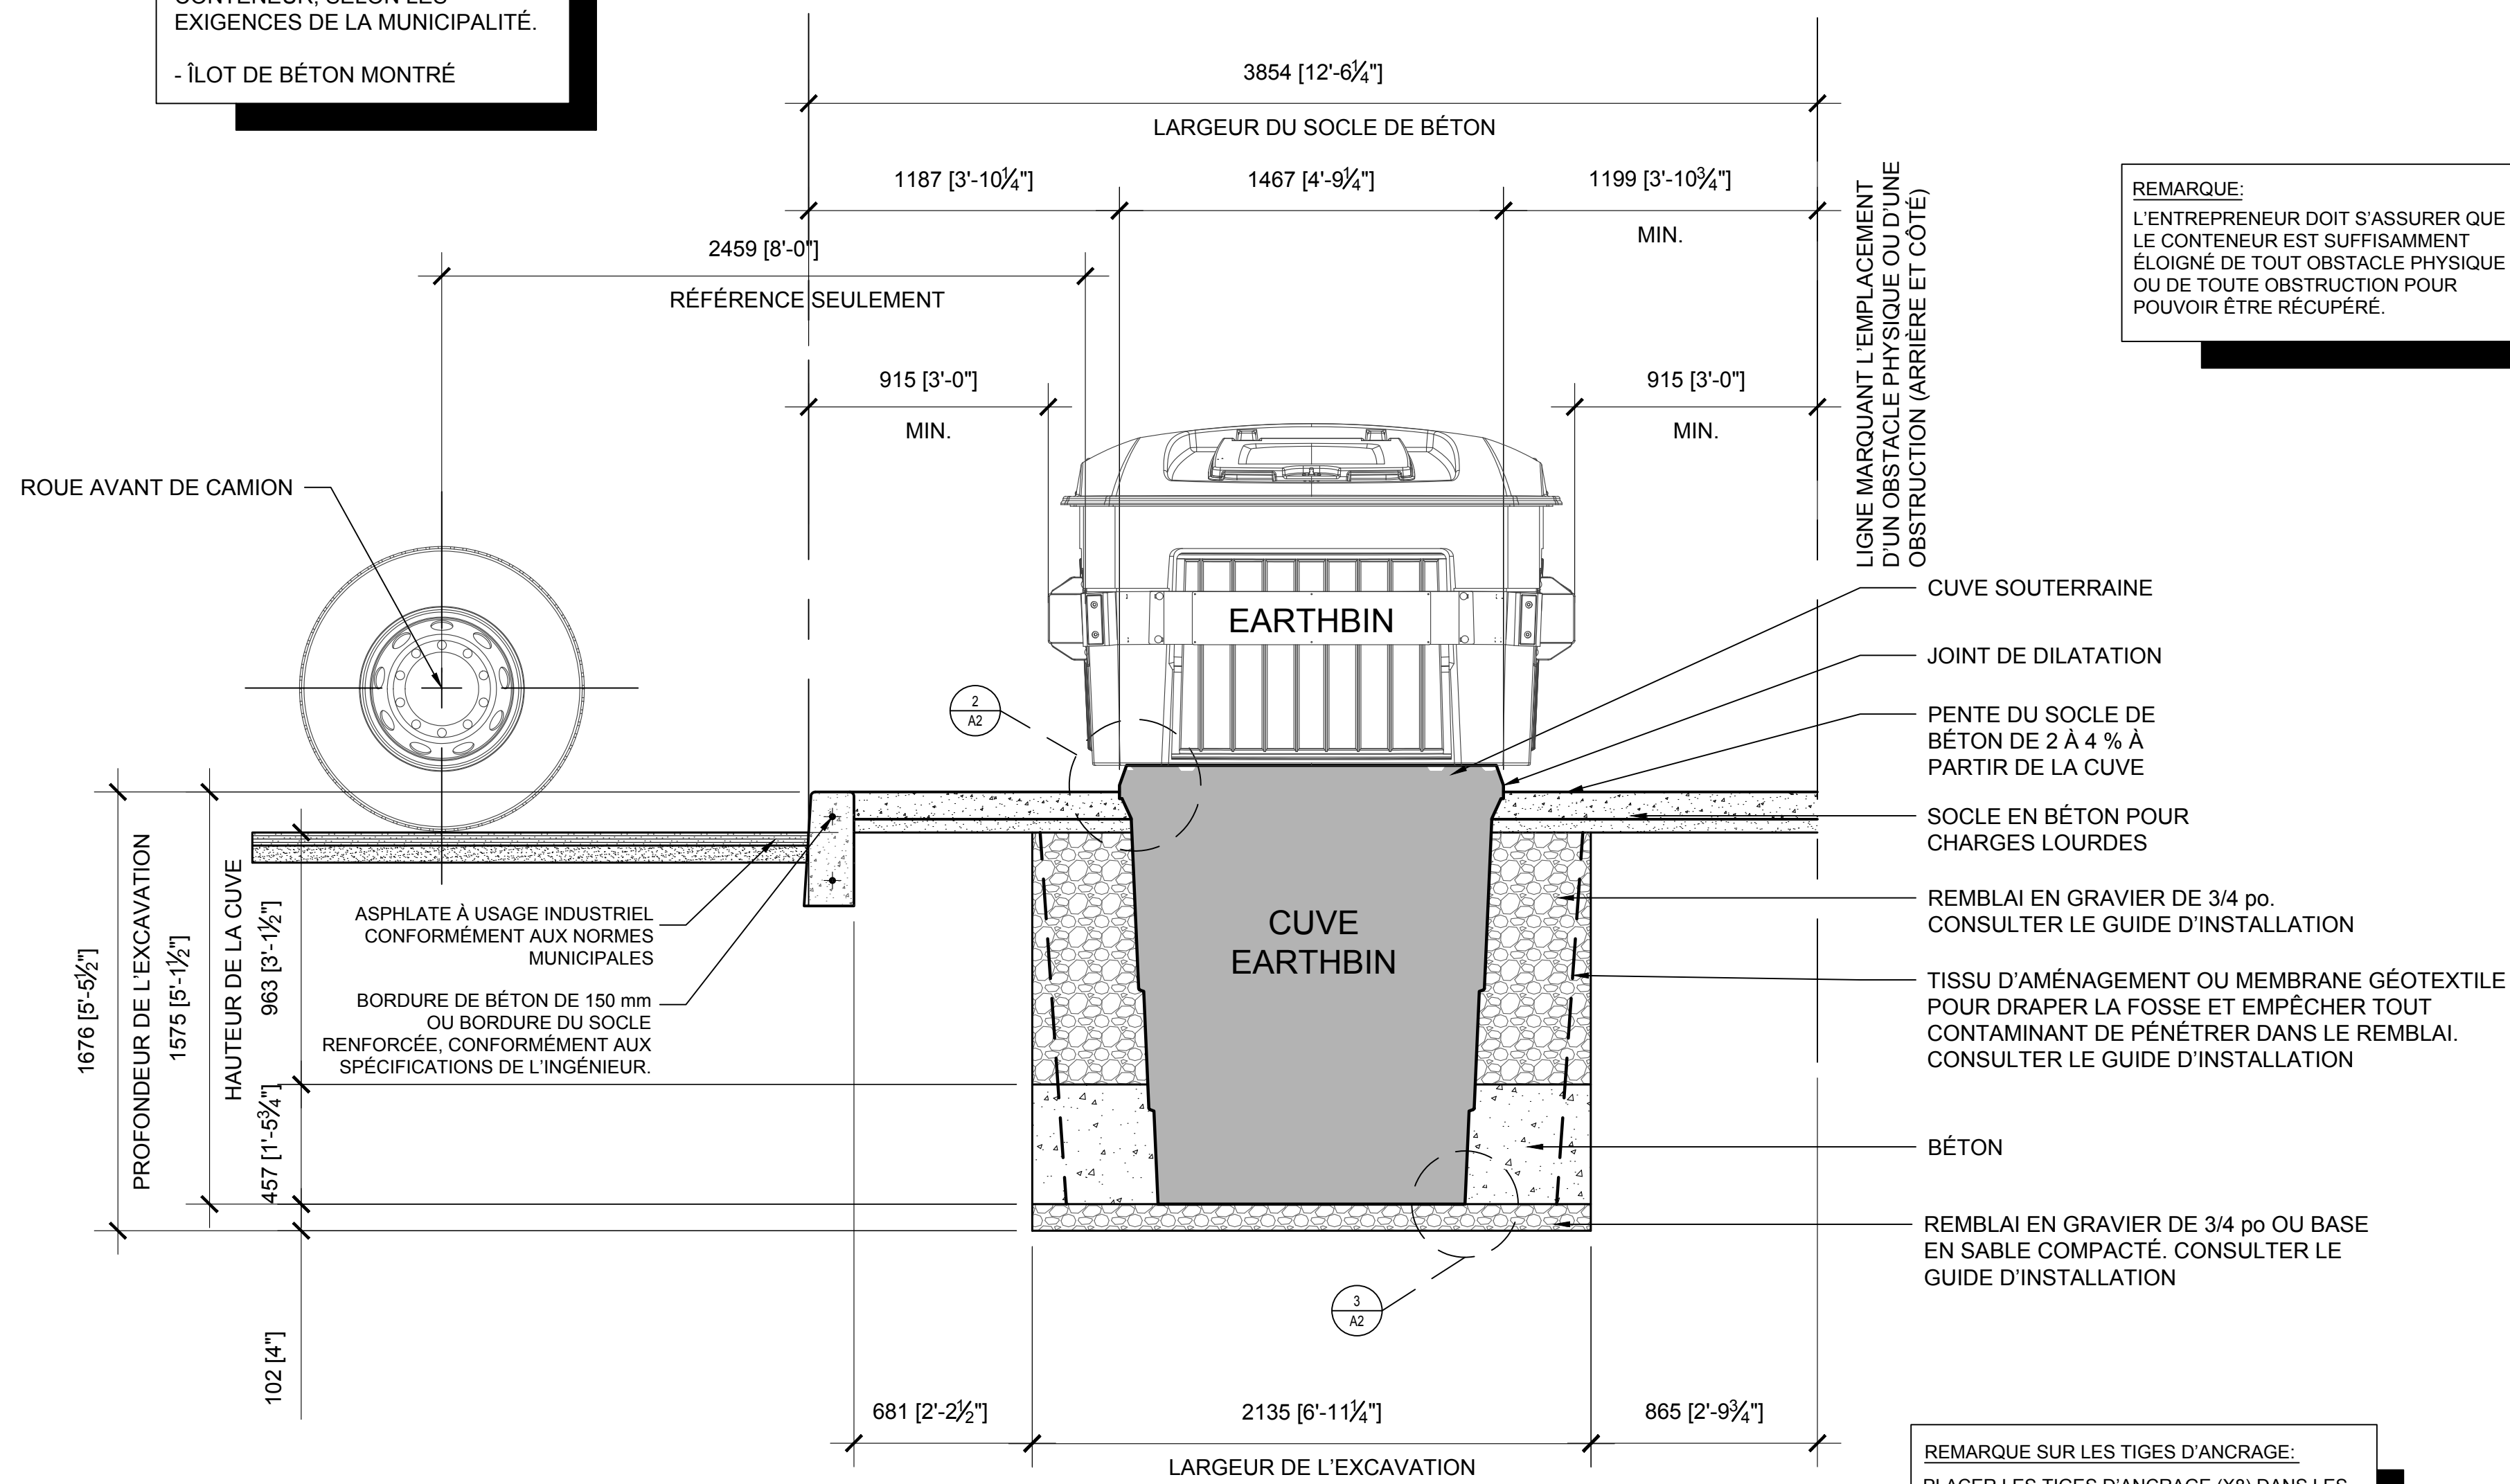 CONTENEUR, SELON LES
EXIGENCES DE LA MUNICIPALITÉ.
- ÎLOT DE BÉTON MONTRÉ
3854 [12'-6¼"]
LARGEUR DU SOCLE DE BÉTON
1187 [3'-10¼"]
1467 [4'-9¼"]
1199 [3'-10¾"]
MIN.
2459 [8'-0"]
RÉFÉRENCE SEULEMENT
915 [3'-0"]
MIN.
915 [3'-0"]
MIN.
LIGNE MARQUANT L'EMPLACEMENT
D'UN OBSTACLE PHYSIQUE OU D'UNE
OBSTRUCTION (ARRIÈRE ET CÔTÉ)
REMARQUE:
L'ENTREPRENEUR DOIT S'ASSURER QUE
LE CONTENEUR EST SUFFISAMMENT
ÉLOIGNÉ DE TOUT OBSTACLE PHYSIQUE
OU DE TOUTE OBSTRUCTION POUR
POUVOIR ÊTRE RÉCUPÉRÉ.
ROUE AVANT DE CAMION
EARTHBIN
2
A2
CUVE SOUTERRAINE
JOINT DE DILATATION
PENTE DU SOCLE DE
BÉTON DE 2 À 4 % À
PARTIR DE LA CUVE
SOCLE EN BÉTON POUR
CHARGES LOURDES
REMBLAI EN GRAVIER DE 3/4 po.
CONSULTER LE GUIDE D'INSTALLATION
TISSU D'AMÉNAGEMENT OU MEMBRANE GÉOTEXTILE
POUR DRAPER LA FOSSE ET EMPÊCHER TOUT
CONTAMINANT DE PÉNÉTRER DANS LE REMBLAI.
CONSULTER LE GUIDE D'INSTALLATION
BÉTON
REMBLAI EN GRAVIER DE 3/4 po OU BASE
EN SABLE COMPACTÉ. CONSULTER LE
GUIDE D'INSTALLATION
CUVE
EARTHBIN
ASPHLATE À USAGE INDUSTRIEL
CONFORMÉMENT AUX NORMES
MUNICIPALES
BORDURE DE BÉTON DE 150 mm
OU BORDURE DU SOCLE
RENFORCÉE, CONFORMÉMENT AUX
SPÉCIFICATIONS DE L'INGÉNIEUR.
1676 [5'-5½"]
PROFONDEUR DE L'EXCAVATION
1575 [5'-1½"]
HAUTEUR DE LA CUVE
963 [3'-1½"]
457 [1'-5¾"]
102 [4"]
3
A2
681 [2'-2½"]
2135 [6'-11¼"]
865 [2'-9¾"]
LARGEUR DE L'EXCAVATION
REMARQUE SUR LES TIGES D'ANCRAGE:
PLACER LES TIGES D'ANCRAGE (X8) DANS LES